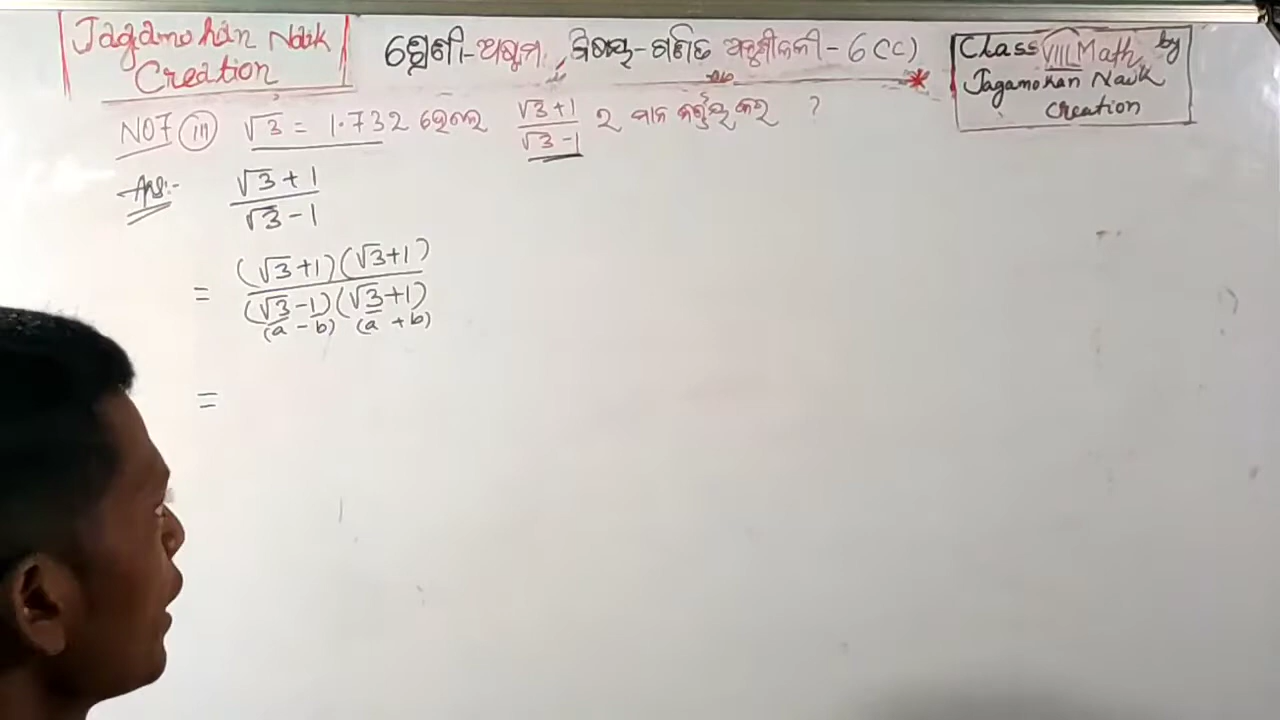 Jagamohan Naik
Creation
ଶ୍ରେଣୀ-ଅଷ୍ଟମ, ବିଷୟ-ଗଣିତ ଅନୁଶୀଳନୀ - 6 (C)
Class VIII Math by
Jagamohan Naik
Creation
NO7 (iii) √3 = 1.732 ହେଲେ (√3+1)/(√3-1) ର ମାନ ନିର୍ଣ୍ଣୟ କର ?
Ans:- (√3+1)/(√3-1)
= (√3+1)(√3+1)/(√3-1)(√3+1)
(a - b) (a + b)
=